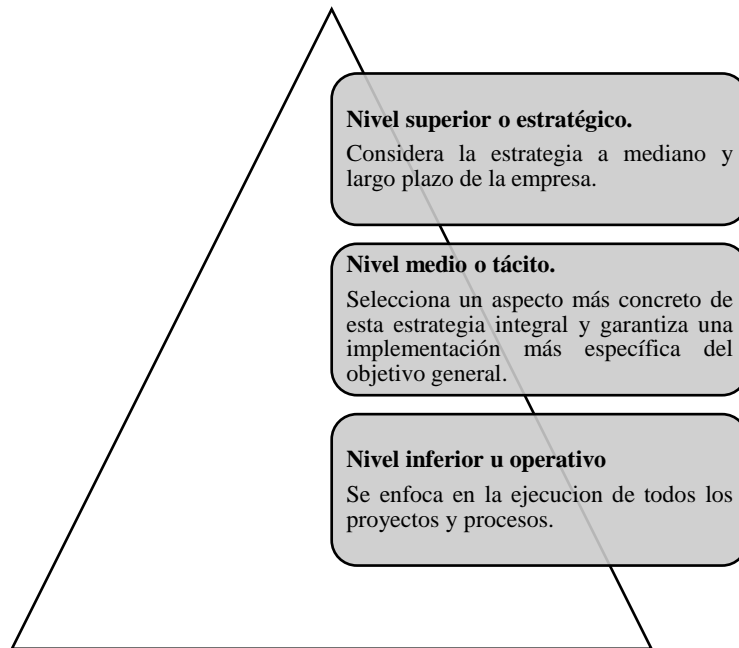 Nivel superior o estratégico.
Considera la estrategia a mediano y
largo plazo de la empresa.
Nivel medio o tácito.
Selecciona un aspecto más concreto de
esta estrategia integral y garantiza una
implementación más específica del
objetivo general.
Nivel inferior u operativo
Se enfoca en la ejecucion de todos los
proyectos y procesos.